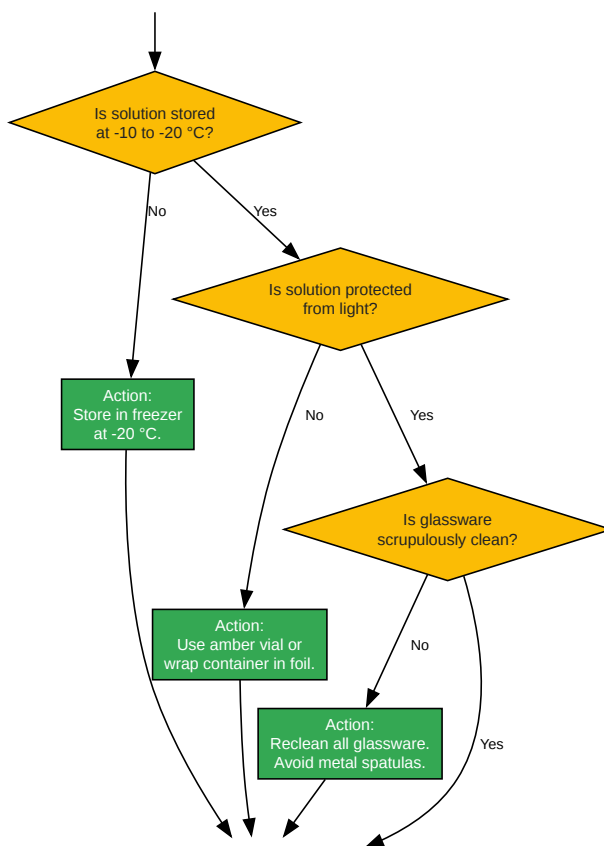 Is solution stored
at -10 to -20 °C?
No
Yes
Is solution protected
from light?
Action:
Store in freezer
at -20 °C.
No
Yes
Is glassware
scrupulously clean?
Action:
Use amber vial or
wrap container in foil.
No
Action:
Reclean all glassware.
Avoid metal spatulas.
Yes